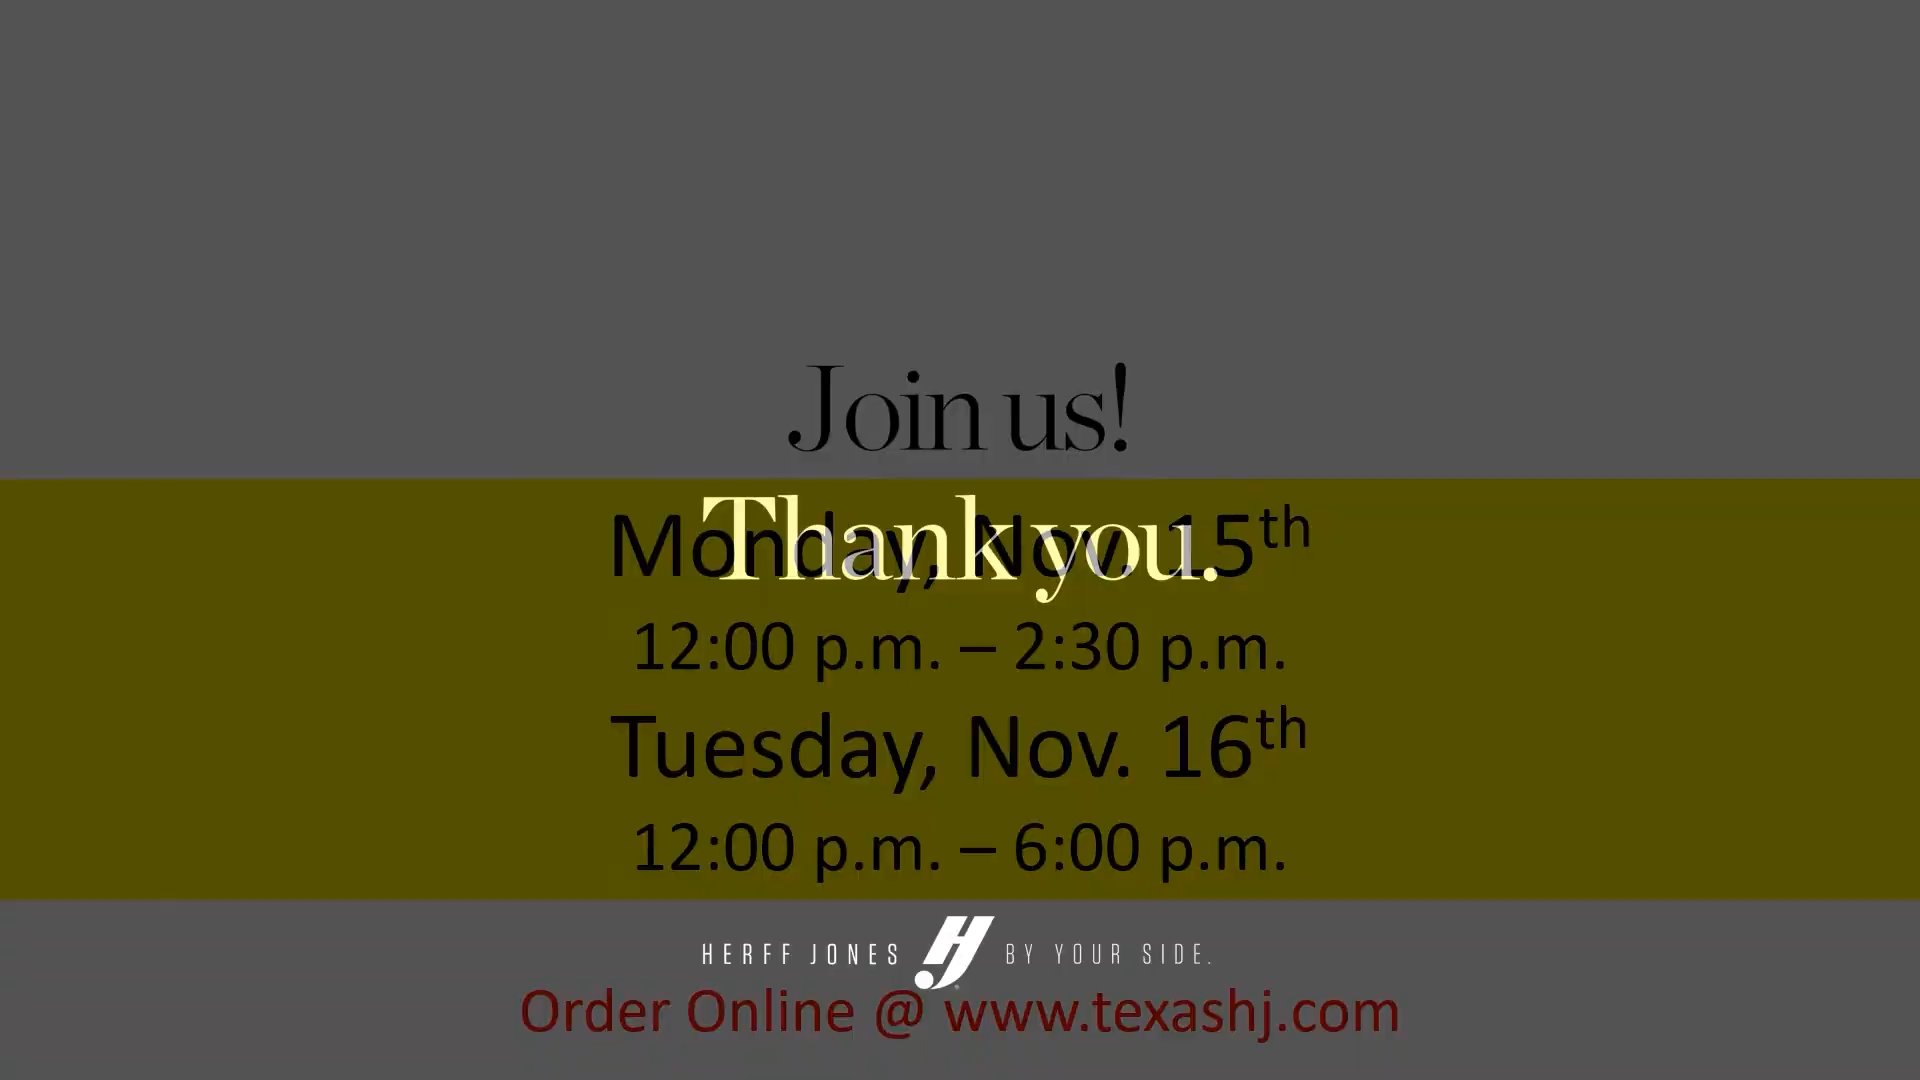 Join us!
Thank you.
Monday, Nov. 15th
12:00 p.m. – 2:30 p.m.
Tuesday, Nov. 16th
12:00 p.m. – 6:00 p.m.
HERFF JONES HJ BY YOUR SIDE.
Order Online @ www.texashj.com